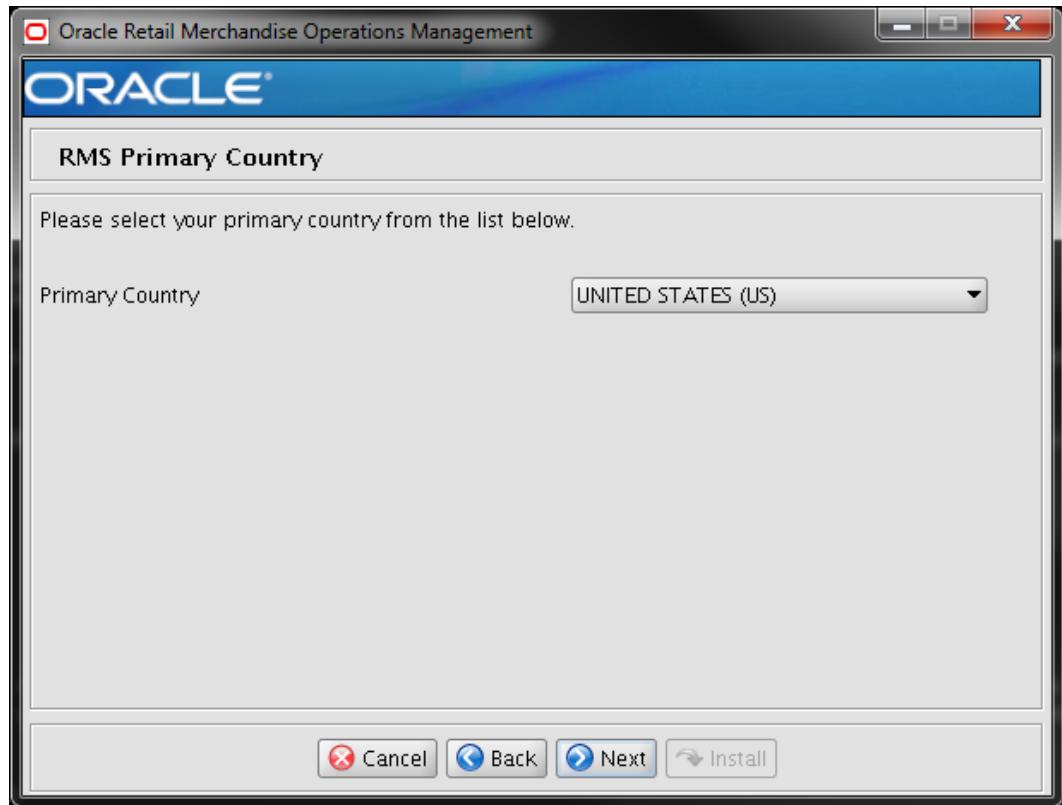 Oracle Retail Merchandise Operations Management
ORACLE®
RMS Primary Country
Please select your primary country from the list below.
Primary Country UNITED STATES (US)
Cancel Back Next Install